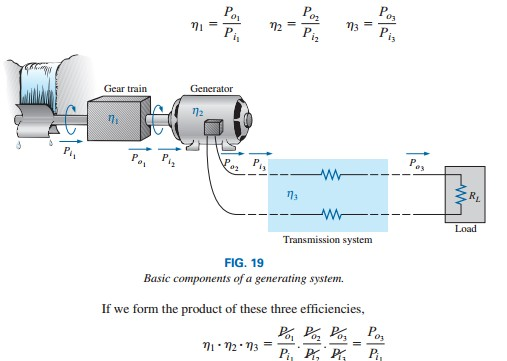 η₁ = Pₒ₁/Pᵢ₁ η₂ = Pₒ₂/Pᵢ₂ η₃ = Pₒ₃/Pᵢ₃
Gear train Generator
η₁ η₂
Pᵢ₁ Pₒ₁ Pᵢ₂ Pₒ₂ Pᵢ₃ Pₒ₃
η₃ R_L
Load
Transmission system
FIG. 19
Basic components of a generating system.
If we form the product of these three efficiencies,
η₁ · η₂ · η₃ = Pₒ₁/Pᵢ₁ · Pₒ₂/Pᵢ₂ · Pₒ₃/Pᵢ₃ = Pₒ₃/Pᵢ₁